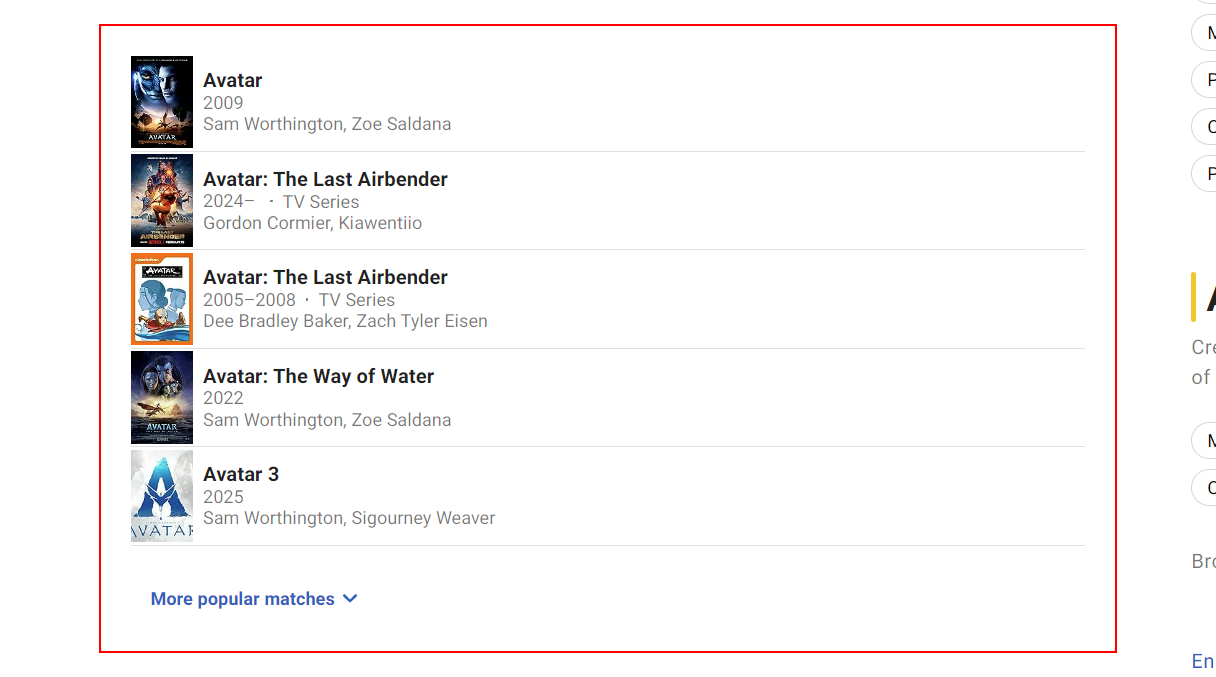 Avatar
2009
Sam Worthington, Zoe Saldana
Avatar: The Last Airbender
2024– · TV Series
Gordon Cormier, Kiawentiio
Avatar: The Last Airbender
2005–2008 · TV Series
Dee Bradley Baker, Zach Tyler Eisen
Avatar: The Way of Water
2022
Sam Worthington, Zoe Saldana
AVATAR
Avatar 3
2025
Sam Worthington, Sigourney Weaver
AVATAR
More popular matches
of
En